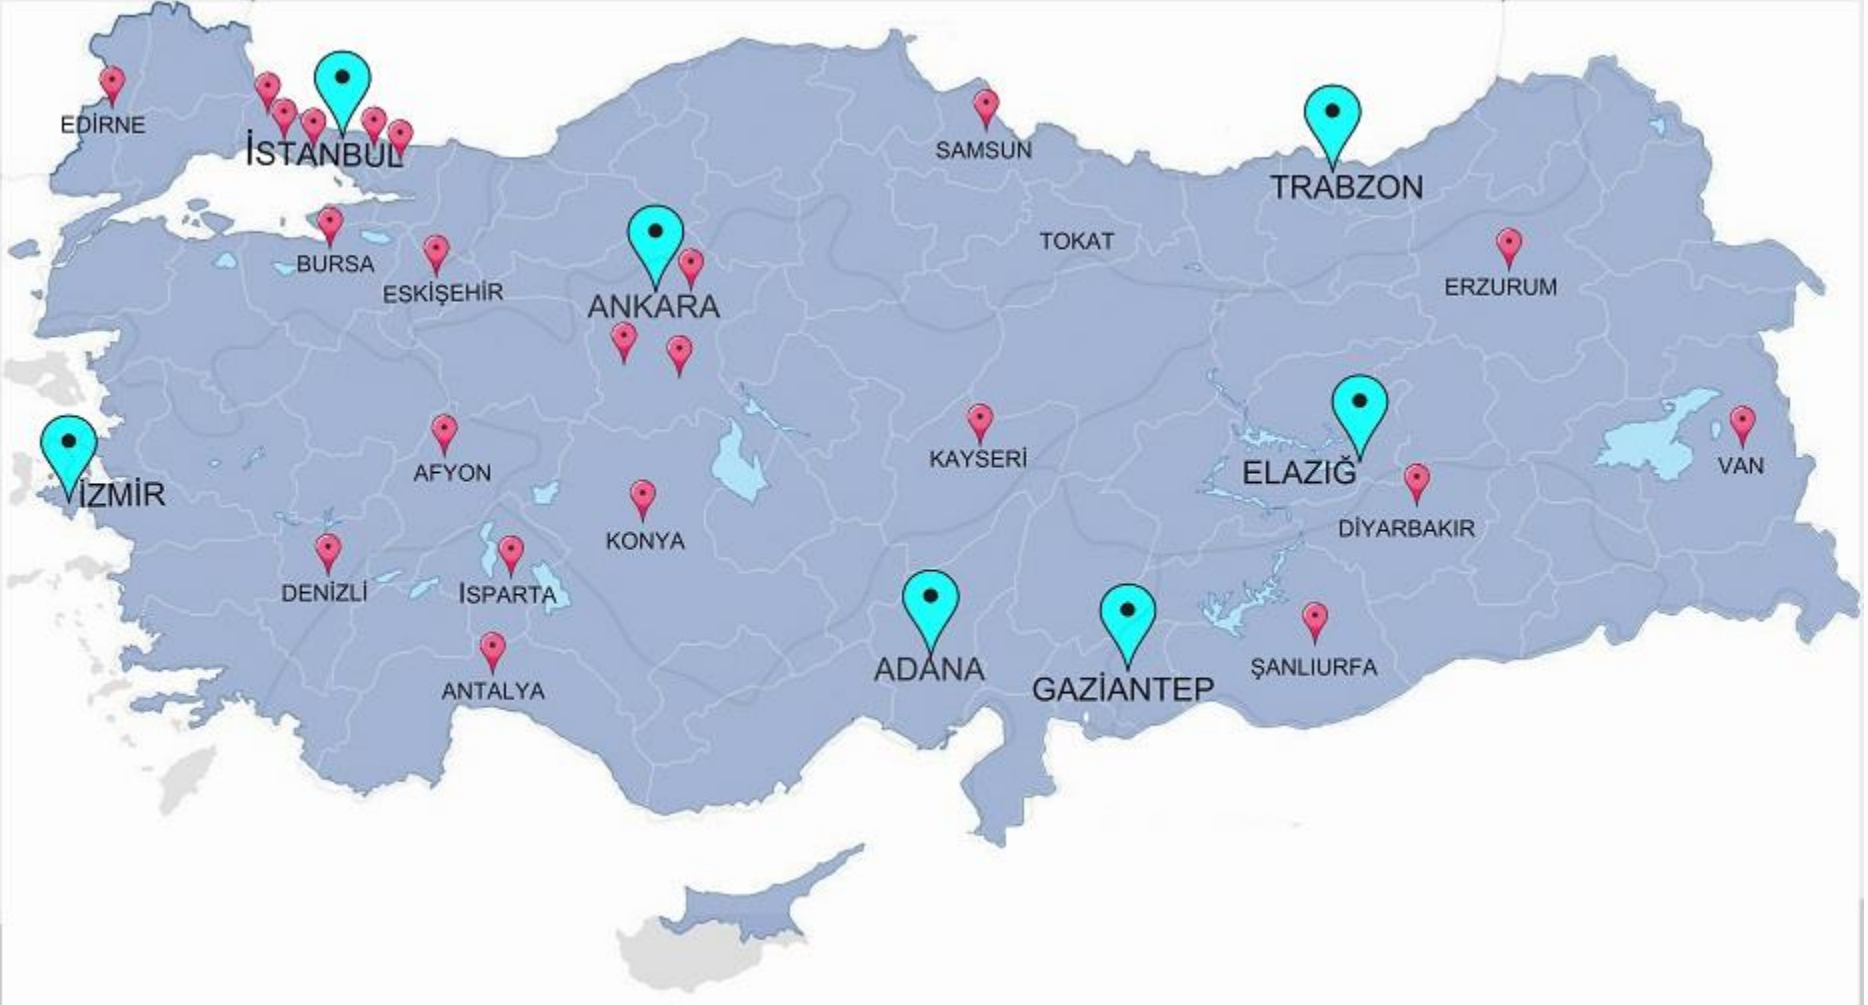 EDİRNE
İSTANBUL
SAMSUN
TRABZON
TOKAT
BURSA
ESKİŞEHİR
ANKARA
ERZURUM
AFYON
KAYSERİ
ELAZIĞ
VAN
İZMİR
KONYA
DİYARBAKIR
DENİZLİ
İSPARTA
ADANA
GAZİANTEP
ŞANLIURFA
ANTALYA